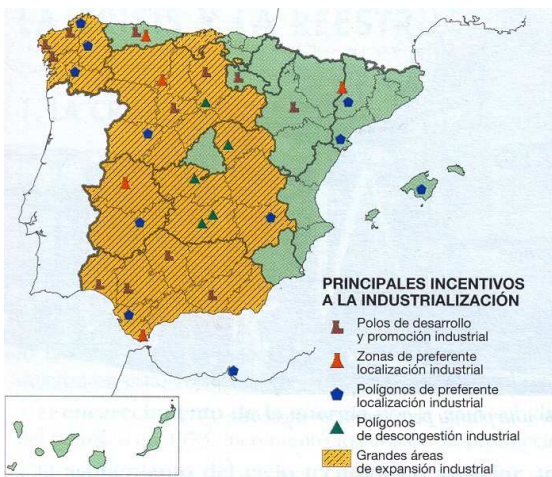 PRINCIPALES INCENTIVOS
A LA INDUSTRIALIZACIÓN
Polos de desarrollo
y promoción industrial
Zonas de preferente
localización industrial
Polígonos de preferente
localización industrial
Polígonos
de descongestión industrial
Grandes áreas
de expansión industrial